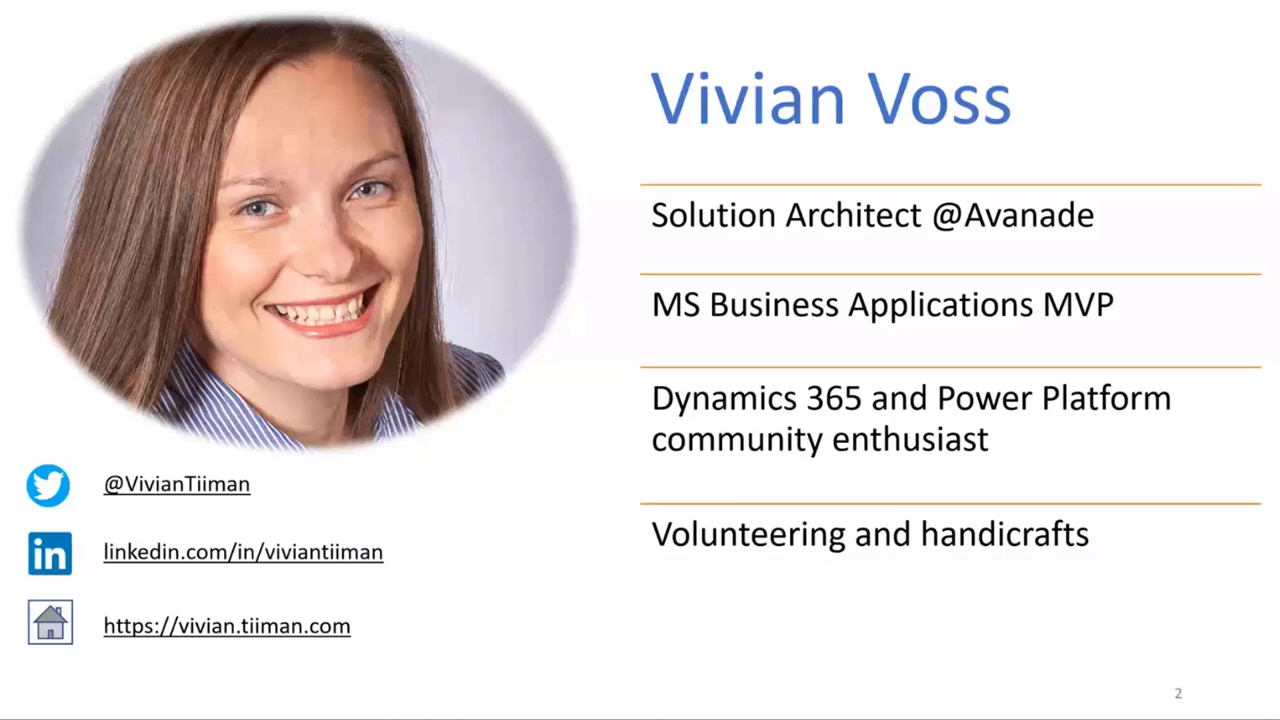 Vivian Voss
Solution Architect @Avanade
MS Business Applications MVP
Dynamics 365 and Power Platform
community enthusiast
Volunteering and handicrafts
@VivianTiiman
in linkedin.com/in/viviantiiman
https://vivian.tiiman.com
2